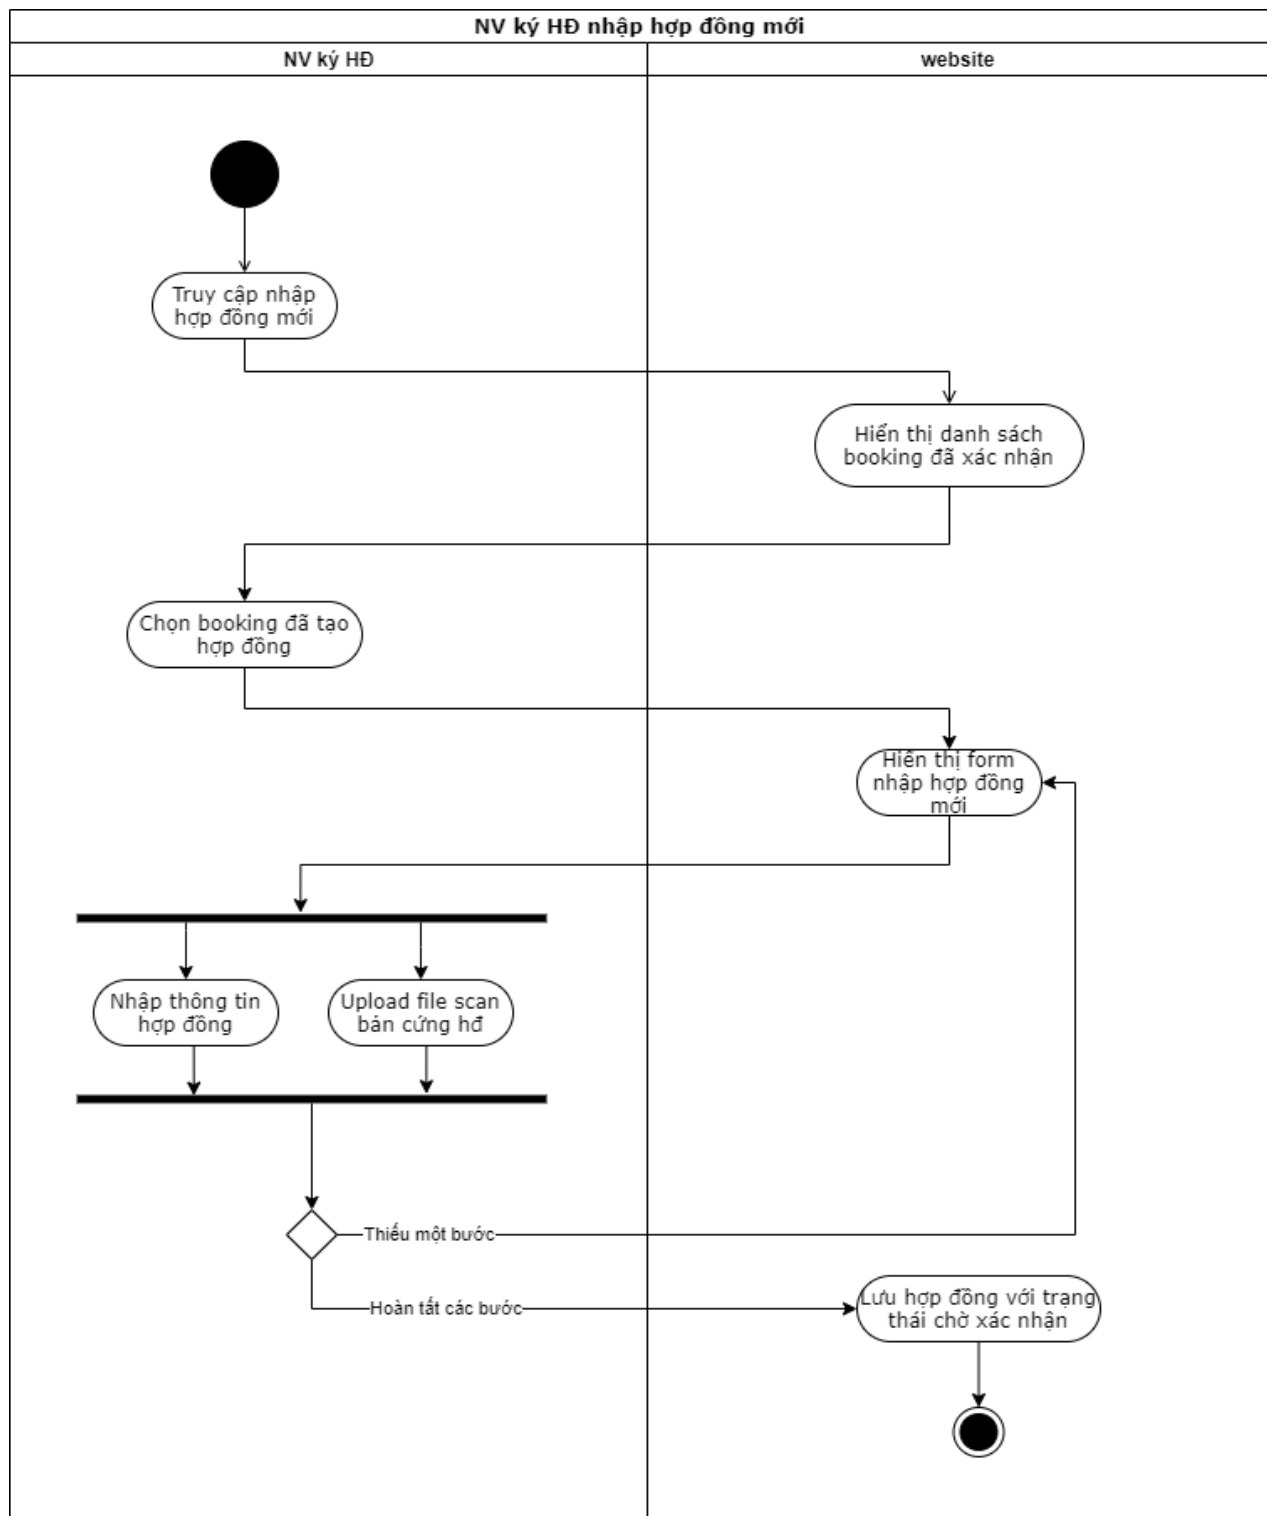 NV ký HĐ nhập hợp đồng mới
NV ký HĐ
website
Truy cập nhập
hợp đồng mới
Hiển thị danh sách
booking đã xác nhận
Chọn booking đã tạo
hợp đồng
Hiển thị form
nhập hợp đồng
mới
Nhập thông tin
hợp đồng
Upload file scan
bản cứng hđ
Thiếu một bước
Hoàn tất các bước
Lưu hợp đồng với trạng
thái chờ xác nhận